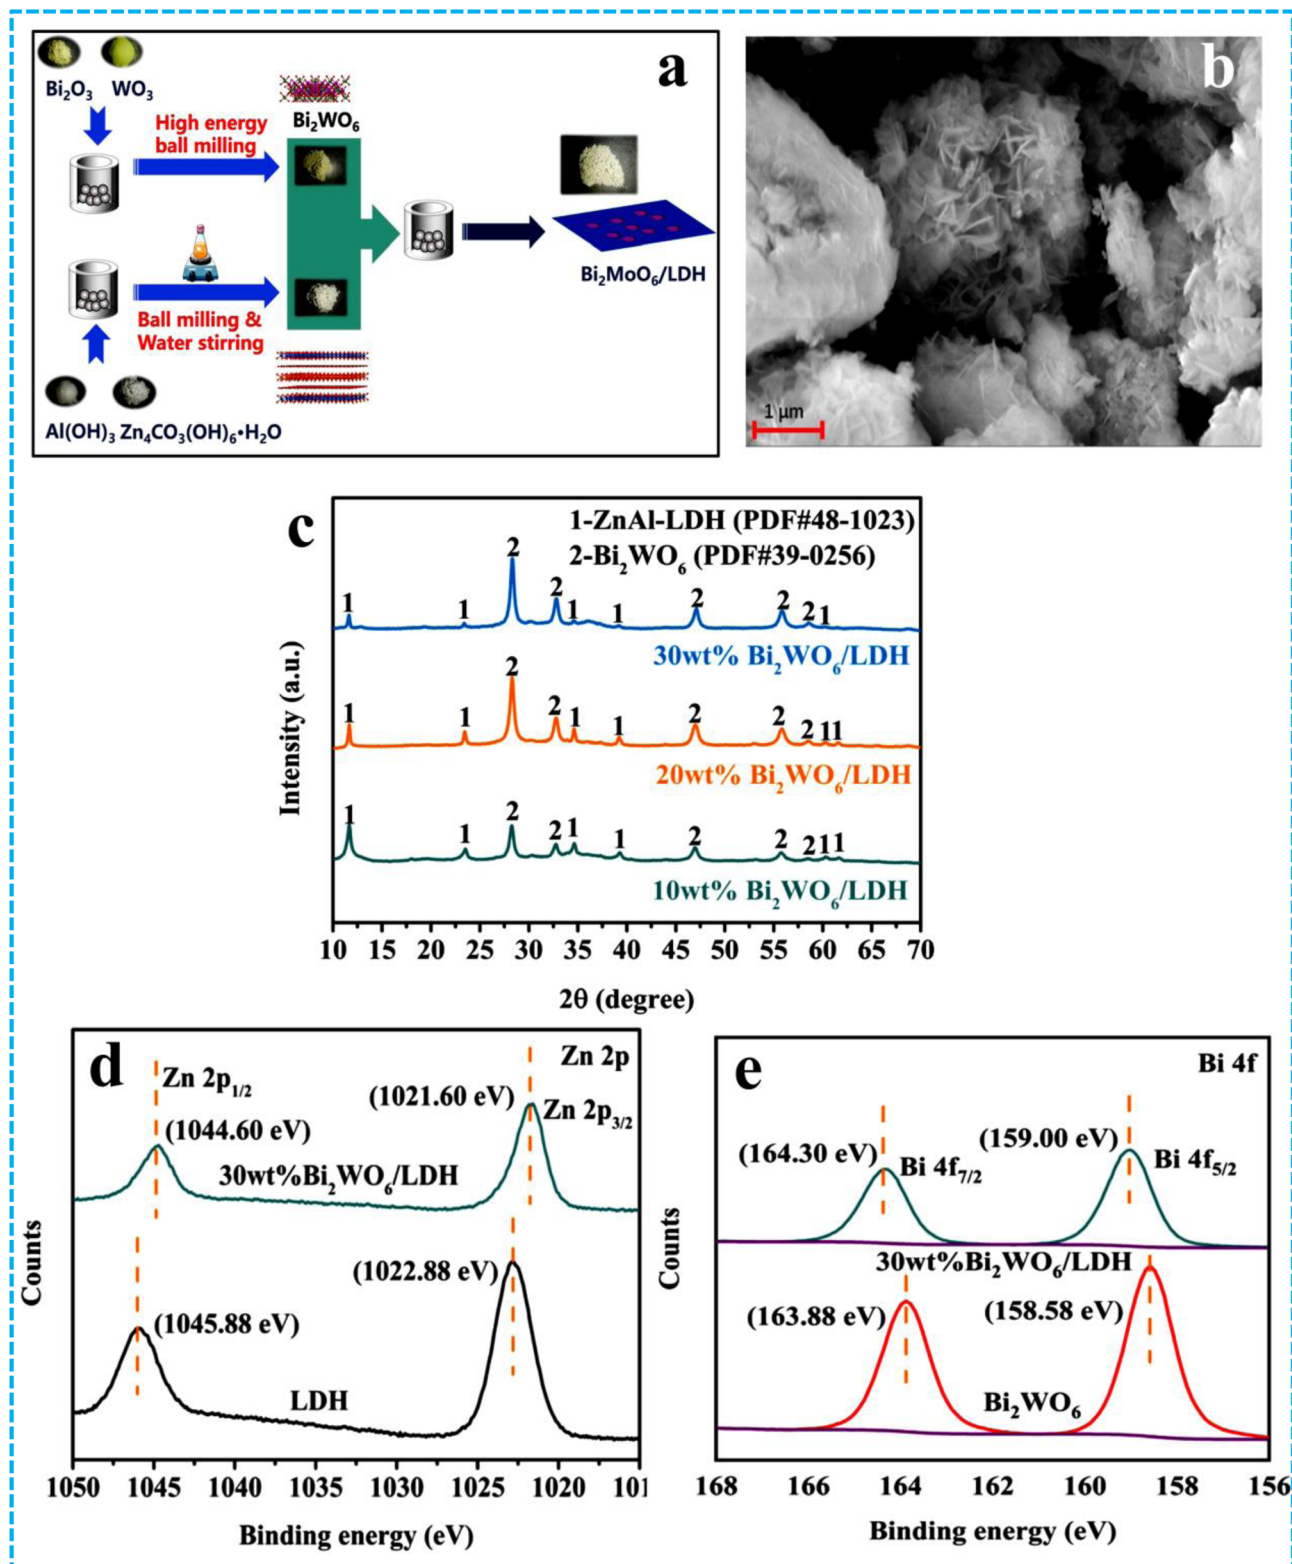 a
Bi₂O₃ WO₃
High energy
ball milling
Bi₂WO₆
Bi₂MoO₆/LDH
Ball milling &
Water stirring
Al(OH)₃ Zn₄CO₃(OH)₆•H₂O
b
1 μm
c
1-ZnAl-LDH (PDF#48-1023)
2-Bi₂WO₆ (PDF#39-0256)
1 1 2 2 1 1 2 2 2 1
30wt% Bi₂WO₆/LDH
1 1 2 2 1 1 2 2 2 1 1
20wt% Bi₂WO₆/LDH
1 1 2 2 1 1 2 2 2 1 1
10wt% Bi₂WO₆/LDH
Intensity (a.u.)
10 15 20 25 30 35 40 45 50 55 60 65 70
2θ (degree)
d
Zn 2p
Zn 2p₁/₂
(1021.60 eV)
Zn 2p₃/₂
(1044.60 eV)
30wt%Bi₂WO₆/LDH
(1022.88 eV)
(1045.88 eV)
LDH
Counts
1050 1045 1040 1035 1030 1025 1020 101
Binding energy (eV)
e
Bi 4f
(159.00 eV)
(164.30 eV)
Bi 4f₇/₂
Bi 4f₅/₂
30wt%Bi₂WO₆/LDH
(163.88 eV)
(158.58 eV)
Bi₂WO₆
Counts
168 166 164 162 160 158 156
Binding energy (eV)